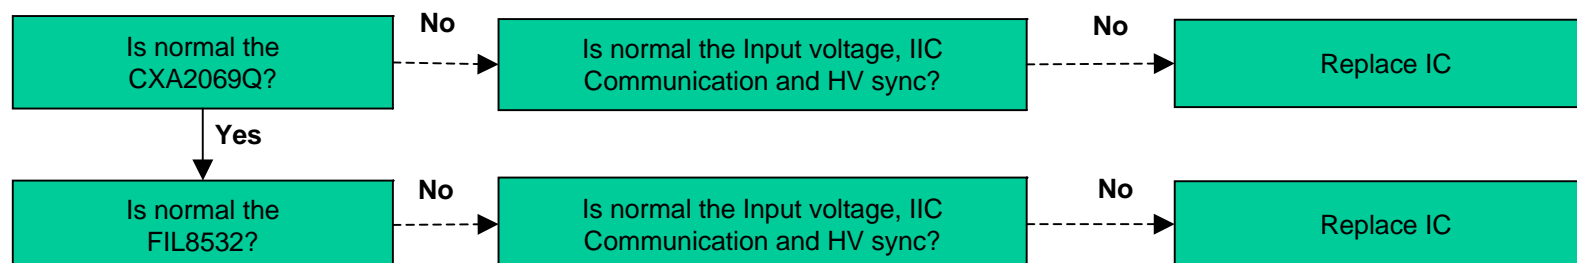 Is normal the
CXA2069Q?
No
Is normal the Input voltage, IIC
Communication and HV sync?
No
Replace IC
Yes
Is normal the
FIL8532?
No
Is normal the Input voltage, IIC
Communication and HV sync?
No
Replace IC